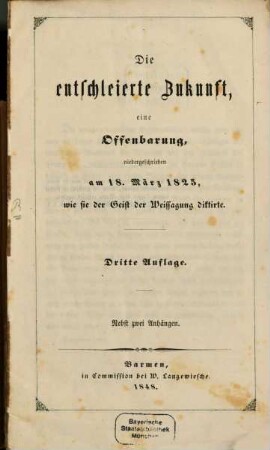 Die
entschleierte Zukunft,
eine
Offenbarung,
niedergeschrieben
am 18. März 1825,
wie sie der Geist der Weissagung diktirte.
Dritte Auflage.
Nebst zwei Anhängen.
Barmen,
in Commission bei W. Langewiesche.
1848.
Bayerische
Staatsbibliothek
München